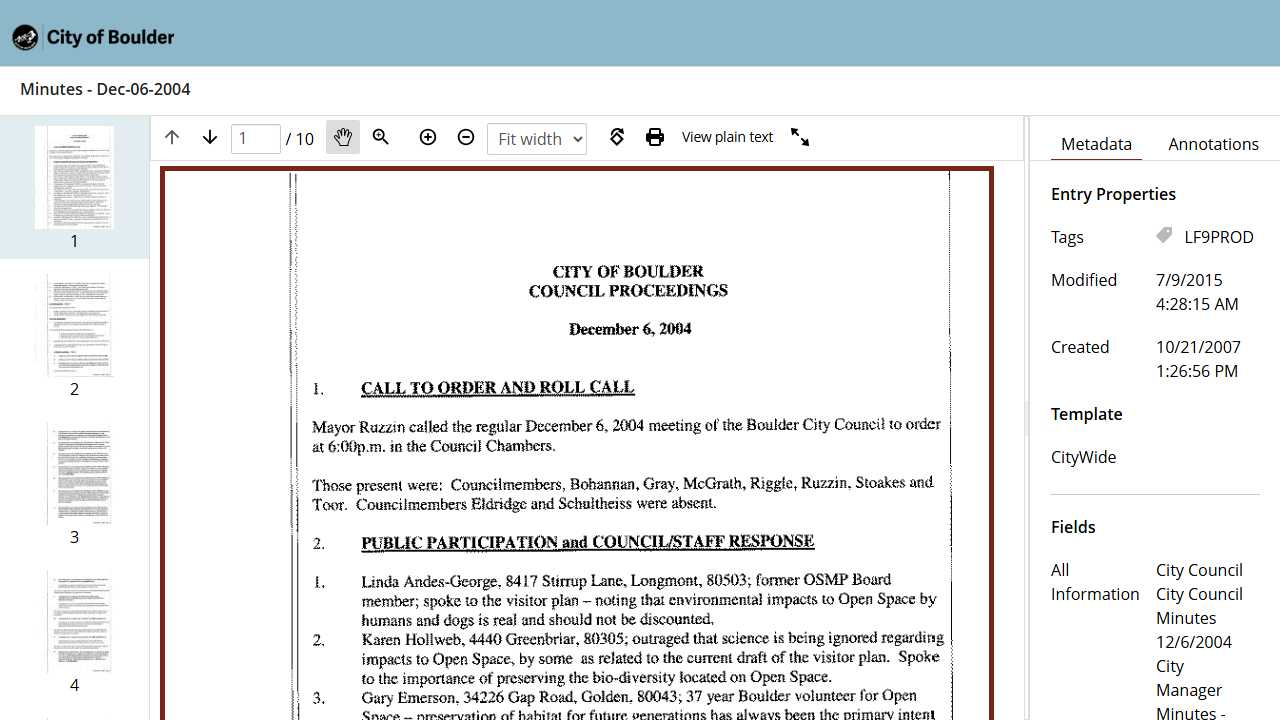 City of Boulder
Minutes - Dec-06-2004
1 / 10
Fit width
View plain text
1
2
3
4
CITY OF BOULDER
COUNCIL PROCEEDINGS
December 6, 2004
1. CALL TO ORDER AND ROLL CALL
Mayor Ruzzin called the regular December 6, 2004 meeting of the Boulder City Council to order
at 6:00p.m. in the Council Chambers.
Those present were: Councilmembers, Bohannan, Gray, McGrath, Riggle, Ruzzin, Stoakes and
Toor. Councilmembers Eldridge and Schultheiss were absent.
2. PUBLIC PARTICIPATION and COUNCIL/STAFF RESPONSE
1. Linda Andes-George, 8417 Stirrup Lane, Longmont, 80503; former OSMP Board
member; spoke to the visitor plan – noting that environmental impacts to Open Space by
humans and dogs is real and should not be discounted.
2. Karen Hollweb, 4440 Greenbriar, 80305; outraged that science is being ignored regarding
impacts to Open Space, by some as related to the current draft of the visitor plan. Spoke
to the importance of preserving the bio-diversity located on Open Space.
3. Gary Emerson, 34226 Gap Road, Golden, 80043; 37 year Boulder volunteer for Open
Space – preservation of habitat for future generations has always been the primary intent
Metadata
Annotations
Entry Properties
Tags LF9PROD
Modified 7/9/2015
4:28:15 AM
Created 10/21/2007
1:26:56 PM
Template
CityWide
Fields
All City Council
Information City Council
Minutes
12/6/2004
City
Manager
Minutes -